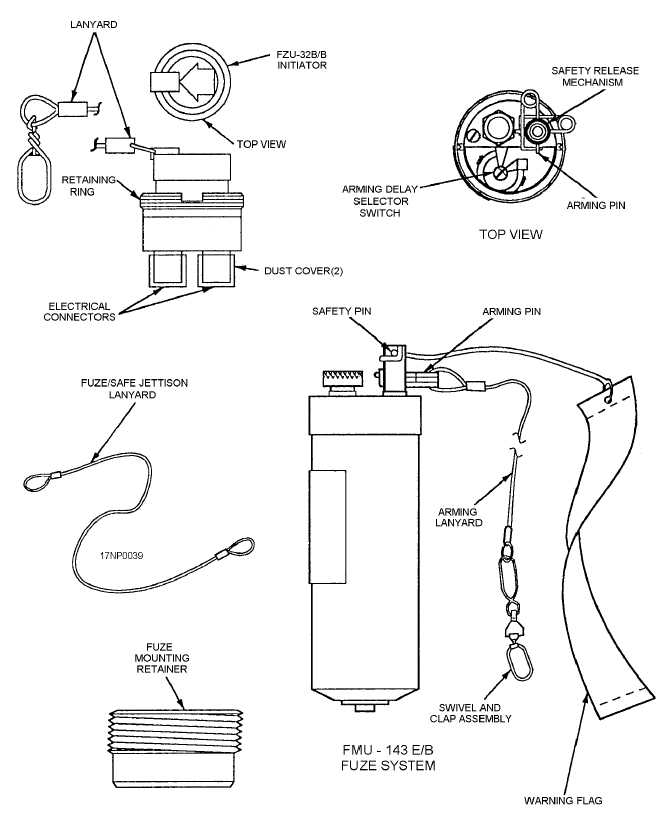 LANYARD
FZU-32B/B
INITIATOR
TOP VIEW
RETAINING
RING
DUST COVER(2)
ELECTRICAL
CONNECTORS
SAFETY RELEASE
MECHANISM
ARMING DELAY
SELECTOR
SWITCH
ARMING PIN
TOP VIEW
SAFETY PIN
ARMING PIN
FUZE/SAFE JETTISON
LANYARD
17NP0039
ARMING
LANYARD
FUZE
MOUNTING
RETAINER
SWIVEL AND
CLAP ASSEMBLY
FMU - 143 E/B
FUZE SYSTEM
WARNING FLAG